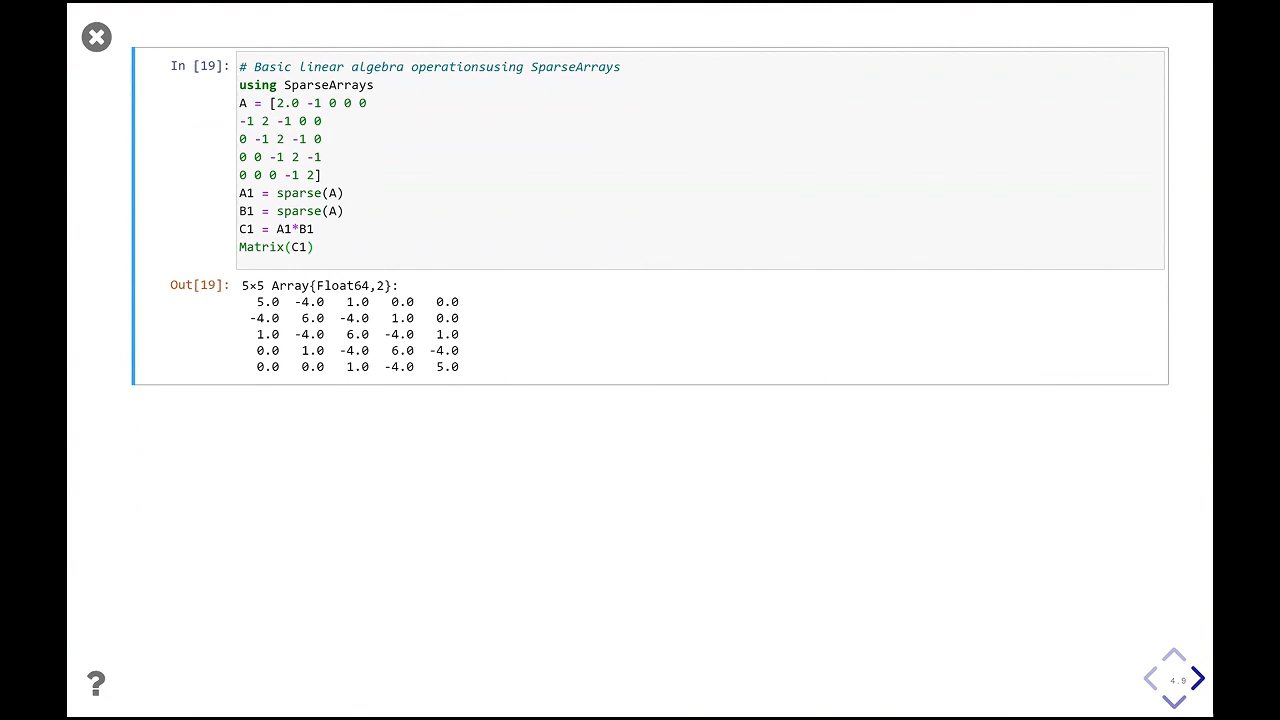 In [19]: # Basic linear algebra operationsusing SparseArrays
using SparseArrays
A = [2.0 -1 0 0 0
-1 2 -1 0 0
0 -1 2 -1 0
0 0 -1 2 -1
0 0 0 -1 2]
A1 = sparse(A)
B1 = sparse(A)
C1 = A1*B1
Matrix(C1)
Out[19]: 5×5 Array{Float64,2}:
5.0 -4.0 1.0 0.0 0.0
-4.0 6.0 -4.0 1.0 0.0
1.0 -4.0 6.0 -4.0 1.0
0.0 1.0 -4.0 6.0 -4.0
0.0 0.0 1.0 -4.0 5.0
?
4.9